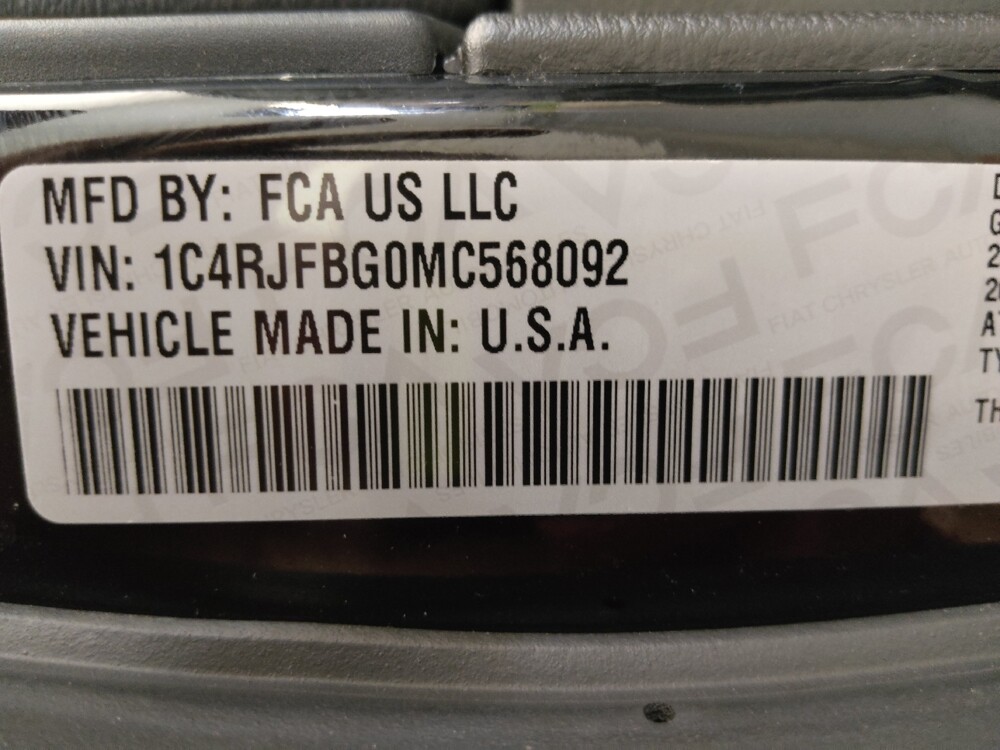 MFD BY: FCA US LLC
VIN: 1C4RJFBG0MC568092
VEHICLE MADE IN: U.S.A.